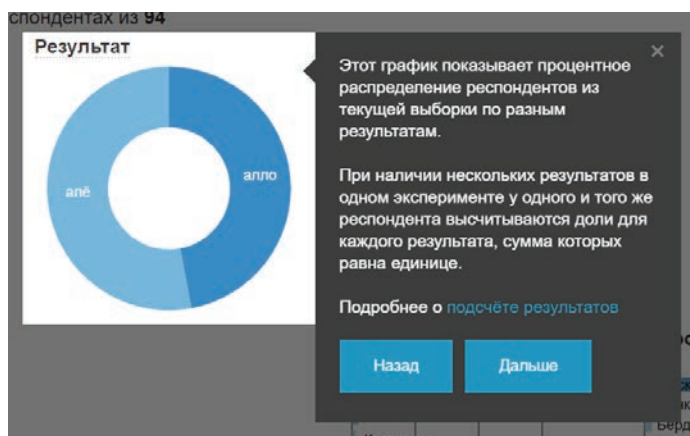 спондентах из 94
Результат
алё
алло
×
Этот график показывает процентное
распределение респондентов из
текущей выборки по разным
результатам.
При наличии нескольких результатов в
одном эксперименте у одного и того же
респондента высчитываются доли для
каждого результата, сумма которых
равна единице.
Подробнее о подсчёте результатов
Назад
Дальше